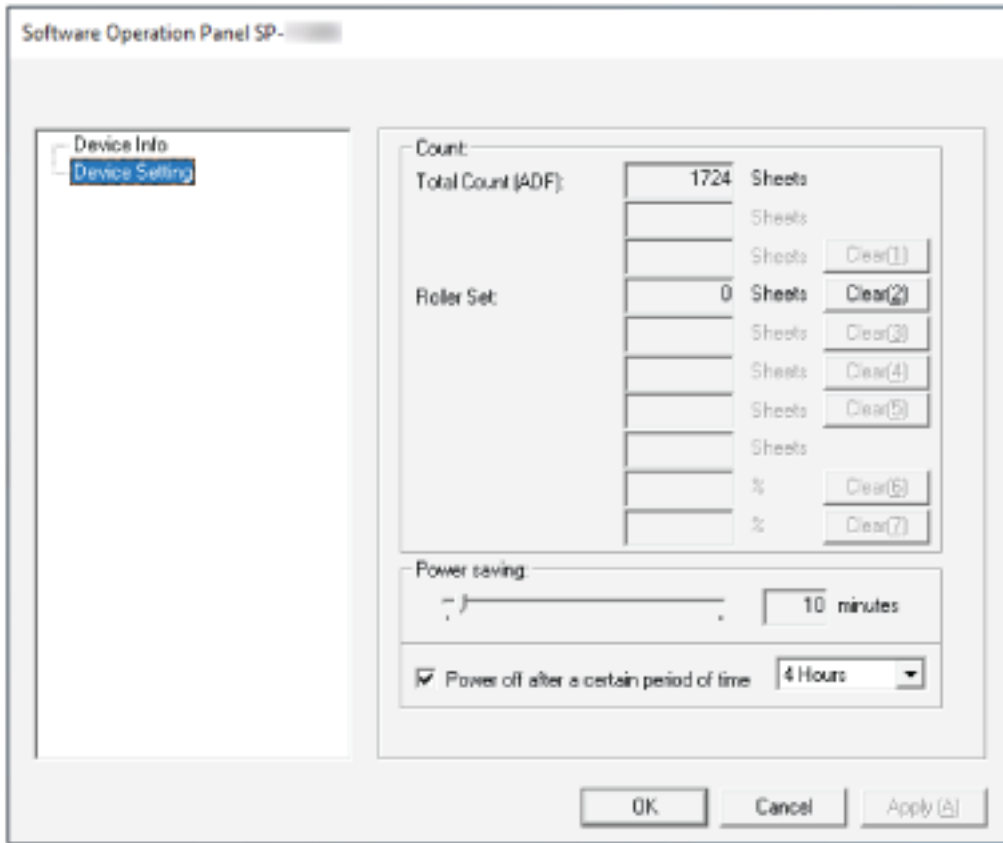 Software Operation Panel SP-
Device Info
Device Setting
Count:
Total Count (ADF): 1724 Sheets
Sheets
Sheets Clear(1)
Roller Set: 0 Sheets Clear(2)
Sheets Clear(3)
Sheets Clear(4)
Sheets Clear(5)
Sheets
% Clear(6)
% Clear(7)
Power saving:
10 minutes
Power off after a certain period of time 4 Hours
OK Cancel Apply (A)